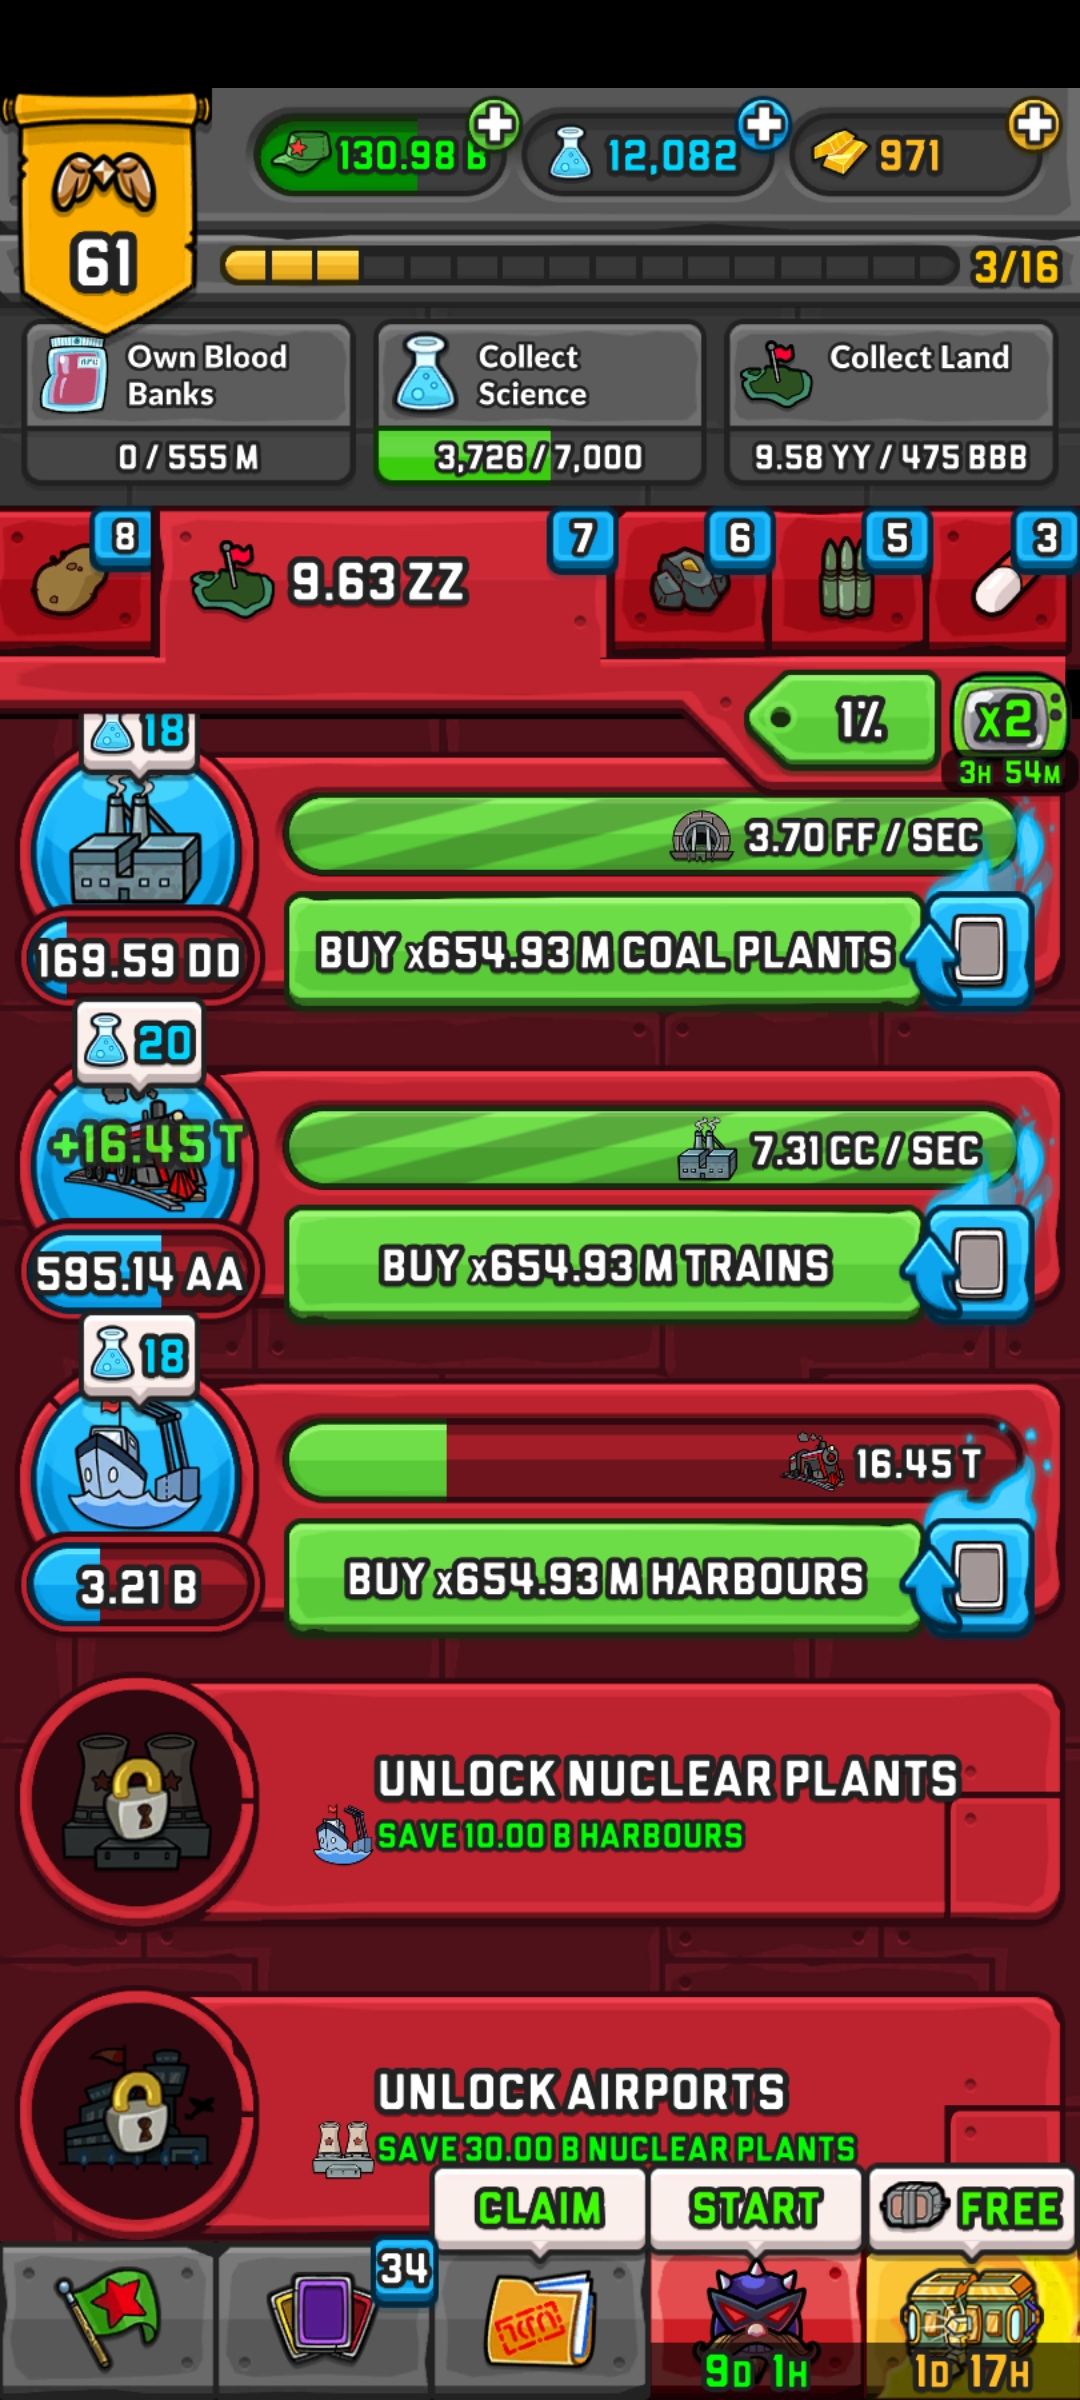 130.98 B
12,082
971
61
3/16
Own Blood
Banks
0 / 555 M
Collect
Science
3,726 / 7,000
Collect Land
9.58 YY / 475 BBB
8
9.63 ZZ
7
6
5
3
1%
x2
3H 54M
18
3.70 FF / SEC
169.59 DD
BUY x654.93 M COAL PLANTS
20
+16.45 T
7.31 CC / SEC
595.14 AA
BUY x654.93 M TRAINS
18
16.45 T
3.21 B
BUY x654.93 M HARBOURS
UNLOCK NUCLEAR PLANTS
SAVE 10.00 B HARBOURS
UNLOCK AIRPORTS
SAVE 30.00 B NUCLEAR PLANTS
CLAIM
START
FREE
34
9D 1H
1D 17H